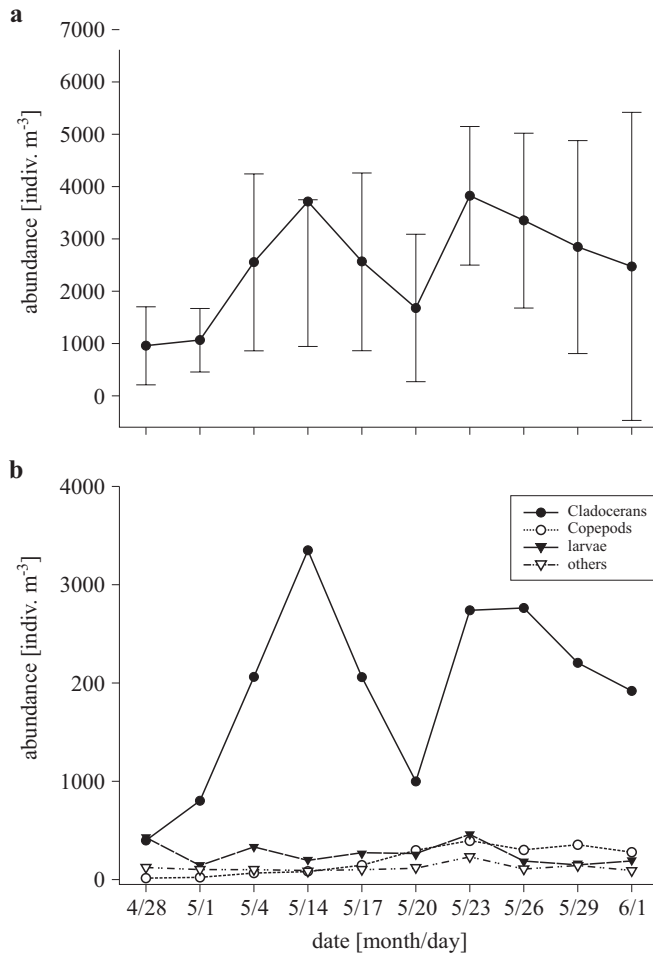 a
7000
6000
5000
4000
3000
2000
1000
0
abundance [indiv. m-3]
b
4000
3000
200
1000
0
abundance [indiv. m-3]
Cladocerans
Copepods
larvae
others
4/28 5/1 5/4 5/14 5/17 5/20 5/23 5/26 5/29 6/1
date [month/day]